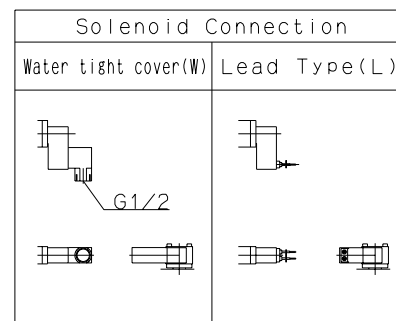 Solenoid Connection
Water tight cover(W)
Lead Type(L)
G1/2